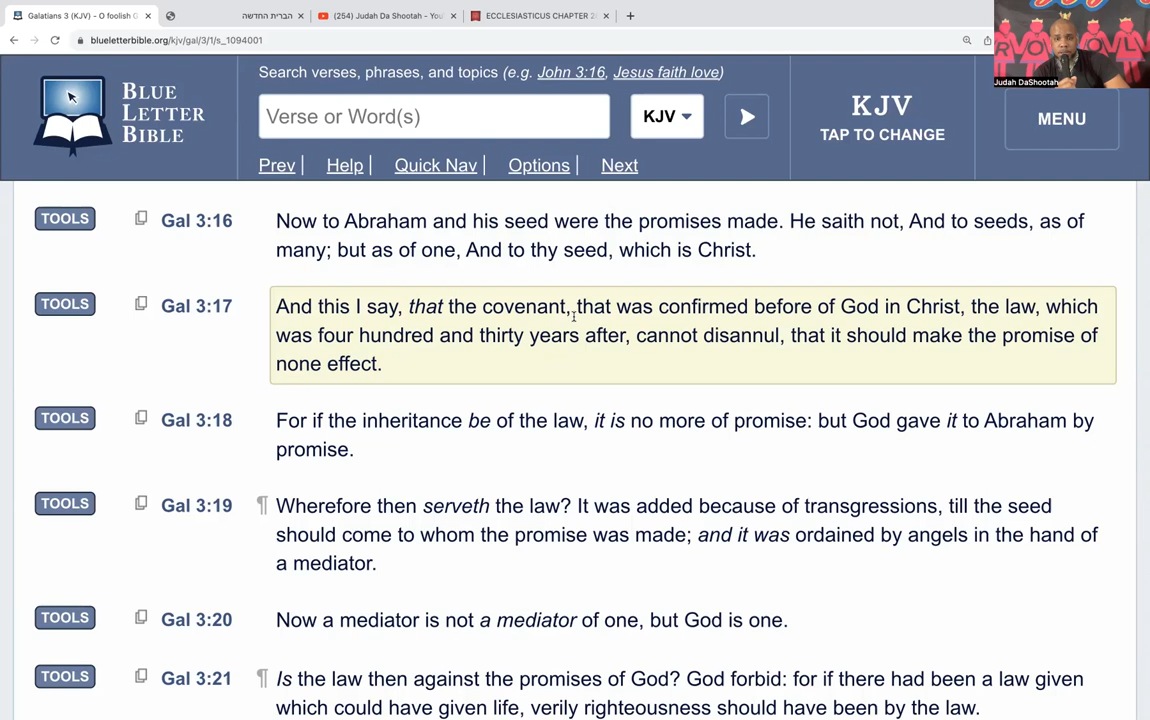 Galatians 3 (KJV) - O foolish G
הברית החדשה
(254) Judah Da Shootah - You
ECCLESIASTICUS CHAPTER 2
blueletterbible.org/kjv/gal/3/1/s_1094001
Judah DaShootah
BLUE
LETTER
BIBLE
Search verses, phrases, and topics (e.g. John 3:16, Jesus faith love)
Verse or Word(s)
KJV
Prev | Help | Quick Nav | Options | Next
KJV
TAP TO CHANGE
MENU
TOOLS Gal 3:16 Now to Abraham and his seed were the promises made. He saith not, And to seeds, as of
many; but as of one, And to thy seed, which is Christ.
TOOLS Gal 3:17 And this I say, that the covenant, that was confirmed before of God in Christ, the law, which
was four hundred and thirty years after, cannot disannul, that it should make the promise of
none effect.
TOOLS Gal 3:18 For if the inheritance be of the law, it is no more of promise: but God gave it to Abraham by
promise.
TOOLS Gal 3:19 ¶ Wherefore then serveth the law? It was added because of transgressions, till the seed
should come to whom the promise was made; and it was ordained by angels in the hand of
a mediator.
TOOLS Gal 3:20 Now a mediator is not a mediator of one, but God is one.
TOOLS Gal 3:21 ¶ Is the law then against the promises of God? God forbid: for if there had been a law given
which could have given life, verily righteousness should have been by the law.